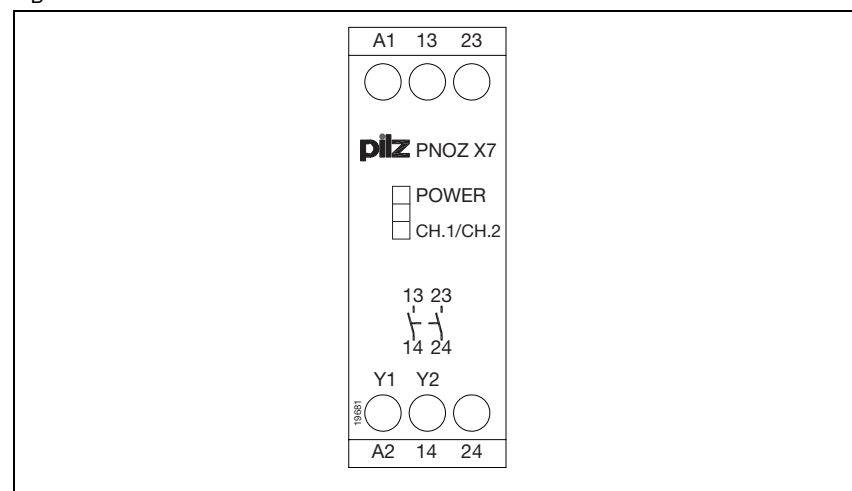 B
A1 13 23
pilz PNOZ X7
POWER
CH.1/CH.2
13 23
14 24
Y1 Y2
19681
A2 14 24